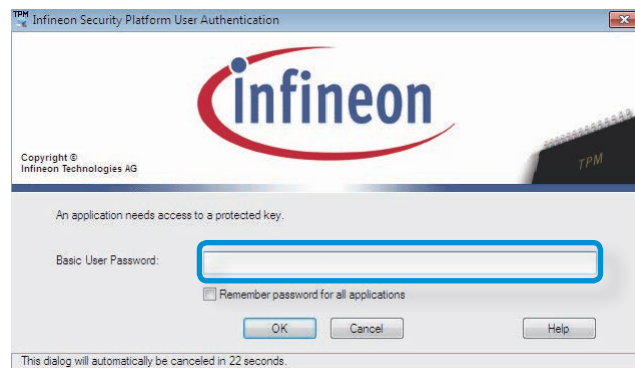 TPM
Infineon Security Platform User Authentication
infineon
Copyright ©
Infineon Technologies AG
TPM
An application needs access to a protected key.
Basic User Password:
Remember password for all applications
OK Cancel Help
This dialog will automatically be canceled in 22 seconds.